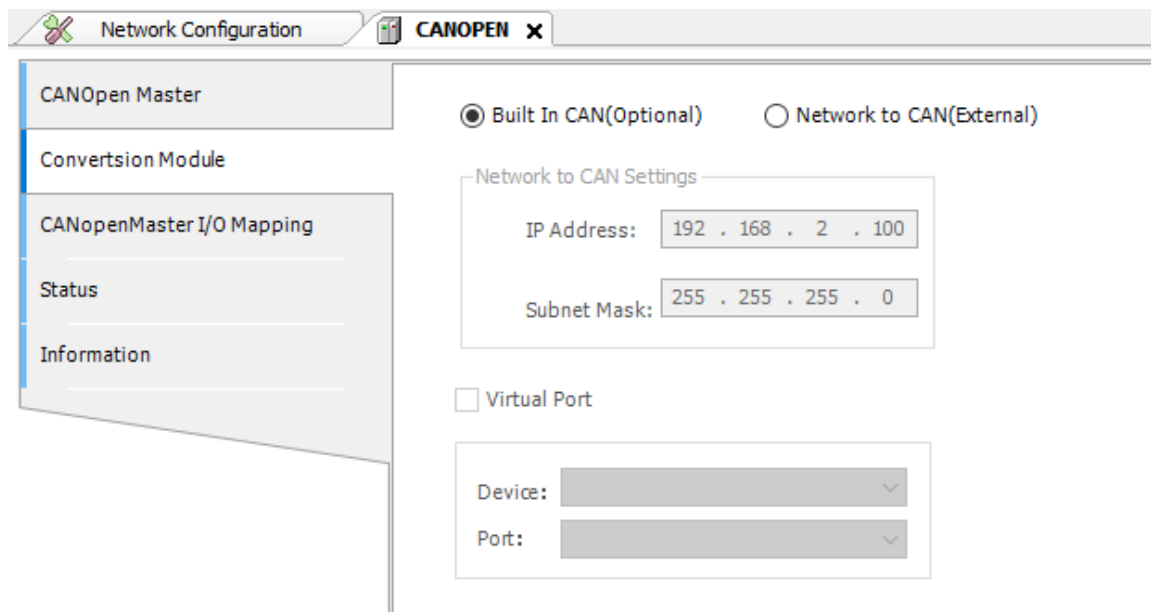 Network Configuration CANOPEN x
CANOpen Master
Convertsion Module
CANopenMaster I/O Mapping
Status
Information
Built In CAN(Optional) Network to CAN(External)
Network to CAN Settings
IP Address: 192 . 168 . 2 . 100
Subnet Mask: 255 . 255 . 255 . 0
Virtual Port
Device:
Port: